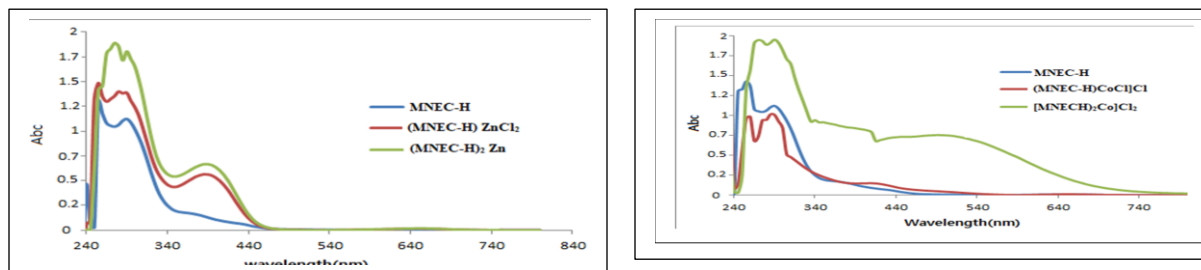 2
1.7
1.5
1.2
1
0.7
0.5
0.2
0
Abc
240 340 440 540 640 740 840
wavelength(nm)
MNEC-H
(MNEC-H) ZnCl₂
(MNEC-H)₂ Zn
2
1.7
1.5
1.2
1
0.7
0.5
0.2
0
Abc
240 340 440 540 640 740
Wavelength(nm)
MNEC-H
(MNEC-H)CoCl]Cl
[MNECH)₂Co]Cl₂